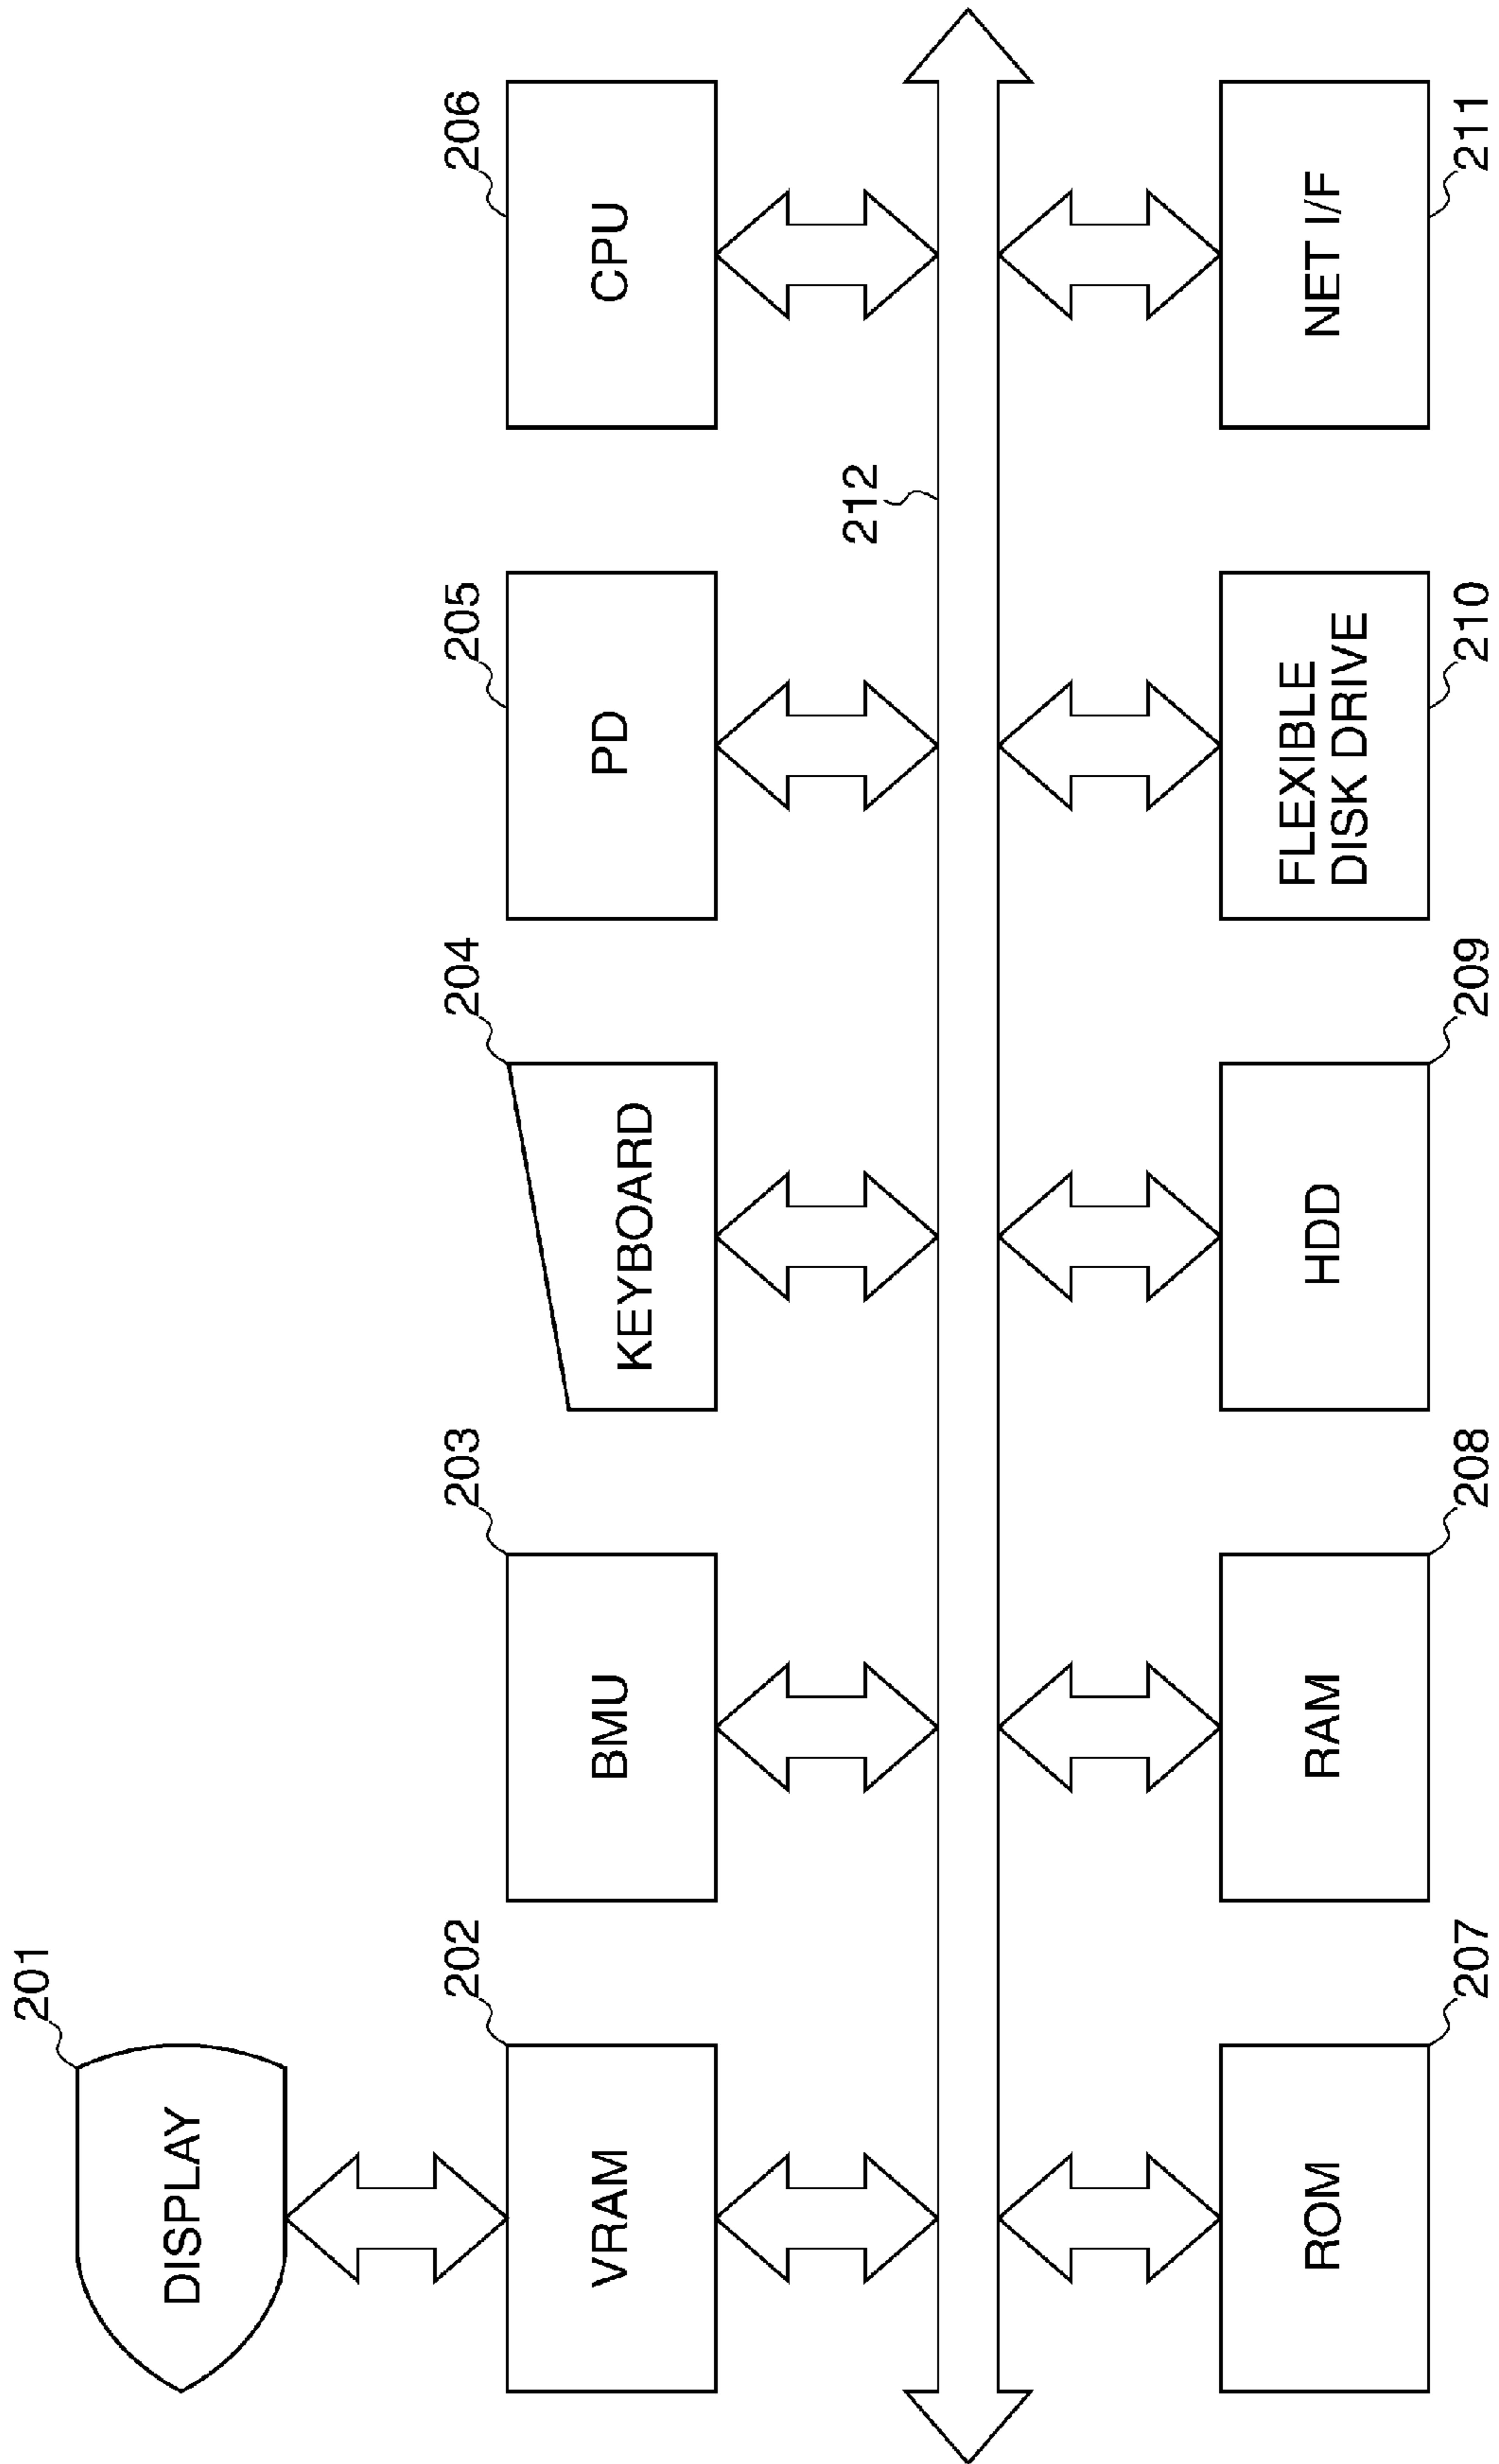 201
DISPLAY
202
203
204
205
206
VRAM
BMU
KEYBOARD
PD
CPU
212
ROM
RAM
HDD
FLEXIBLE
DISK DRIVE
NET I/F
207
208
209
210
211